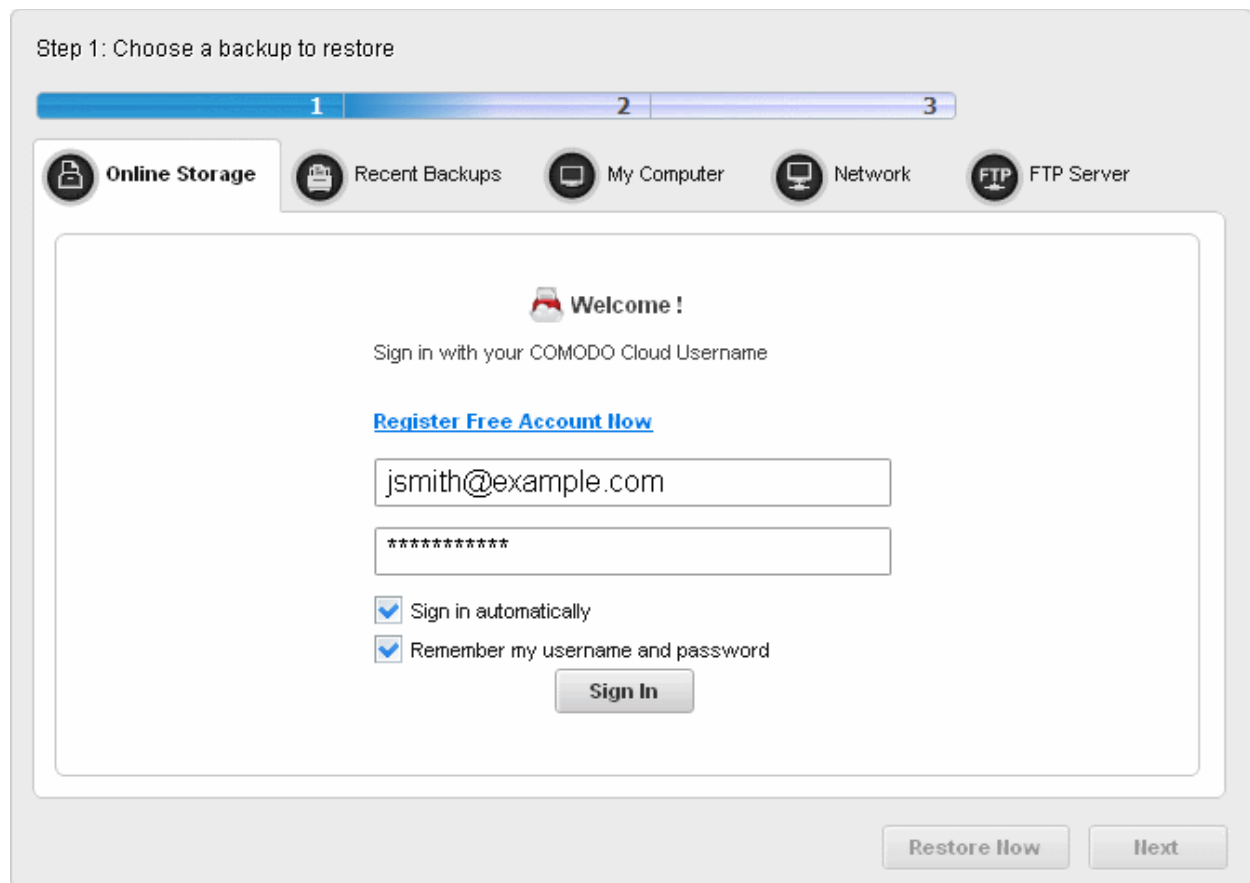 Step 1: Choose a backup to restore
1 2 3
Online Storage Recent Backups My Computer Network FTP FTP Server
Welcome !
Sign in with your COMODO Cloud Username
Register Free Account Now
jsmith@example.com
***********
Sign in automatically
Remember my username and password
Sign In
Restore Now Next